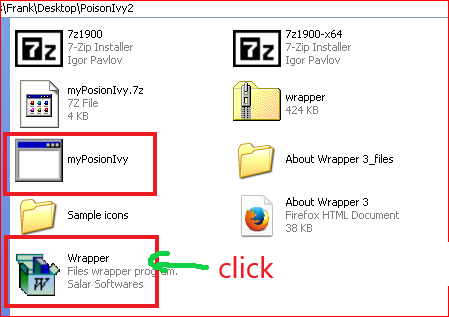 \Frank\Desktop\PoisonIvy2
7z1900
7-Zip Installer
Igor Pavlov
7z1900-x64
7-Zip Installer
Igor Pavlov
myPosionIvy.7z
7Z File
4 KB
wrapper
424 KB
myPosionIvy
About Wrapper 3_files
Sample icons
About Wrapper 3
Firefox HTML Document
38 KB
Wrapper
Files wrapper program.
Salar Softwares
click